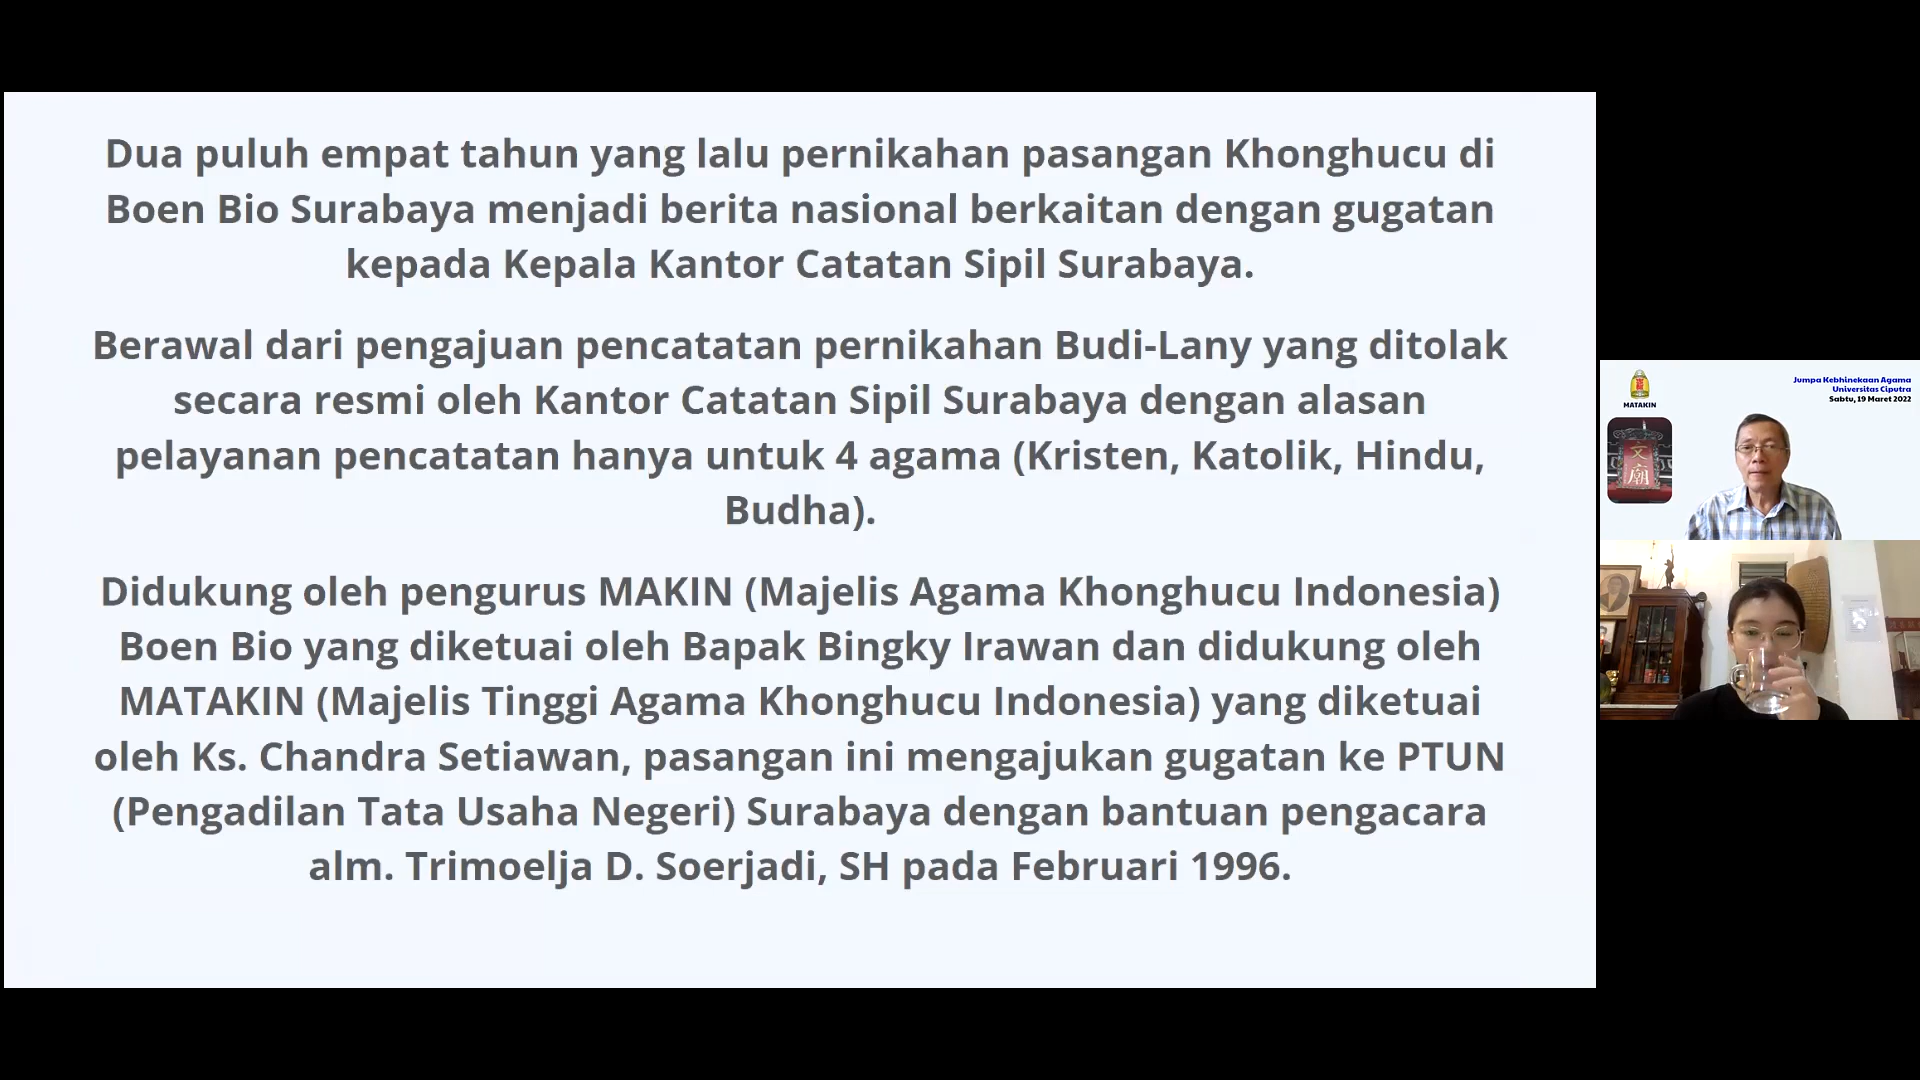 Dua puluh empat tahun yang lalu pernikahan pasangan Khonghucu di
Boen Bio Surabaya menjadi berita nasional berkaitan dengan gugatan
kepada Kepala Kantor Catatan Sipil Surabaya.
Berawal dari pengajuan pencatatan pernikahan Budi-Lany yang ditolak
secara resmi oleh Kantor Catatan Sipil Surabaya dengan alasan
pelayanan pencatatan hanya untuk 4 agama (Kristen, Katolik, Hindu,
Budha).
Didukung oleh pengurus MAKIN (Majelis Agama Khonghucu Indonesia)
Boen Bio yang diketuai oleh Bapak Bingky Irawan dan didukung oleh
MATAKIN (Majelis Tinggi Agama Khonghucu Indonesia) yang diketuai
oleh Ks. Chandra Setiawan, pasangan ini mengajukan gugatan ke PTUN
(Pengadilan Tata Usaha Negeri) Surabaya dengan bantuan pengacara
alm. Trimoelja D. Soerjadi, SH pada Februari 1996.
MATAKIN
Jumpa Kebhinekaan Agama
Universitas Ciputra
Sabtu, 19 Maret 2022
文
廟